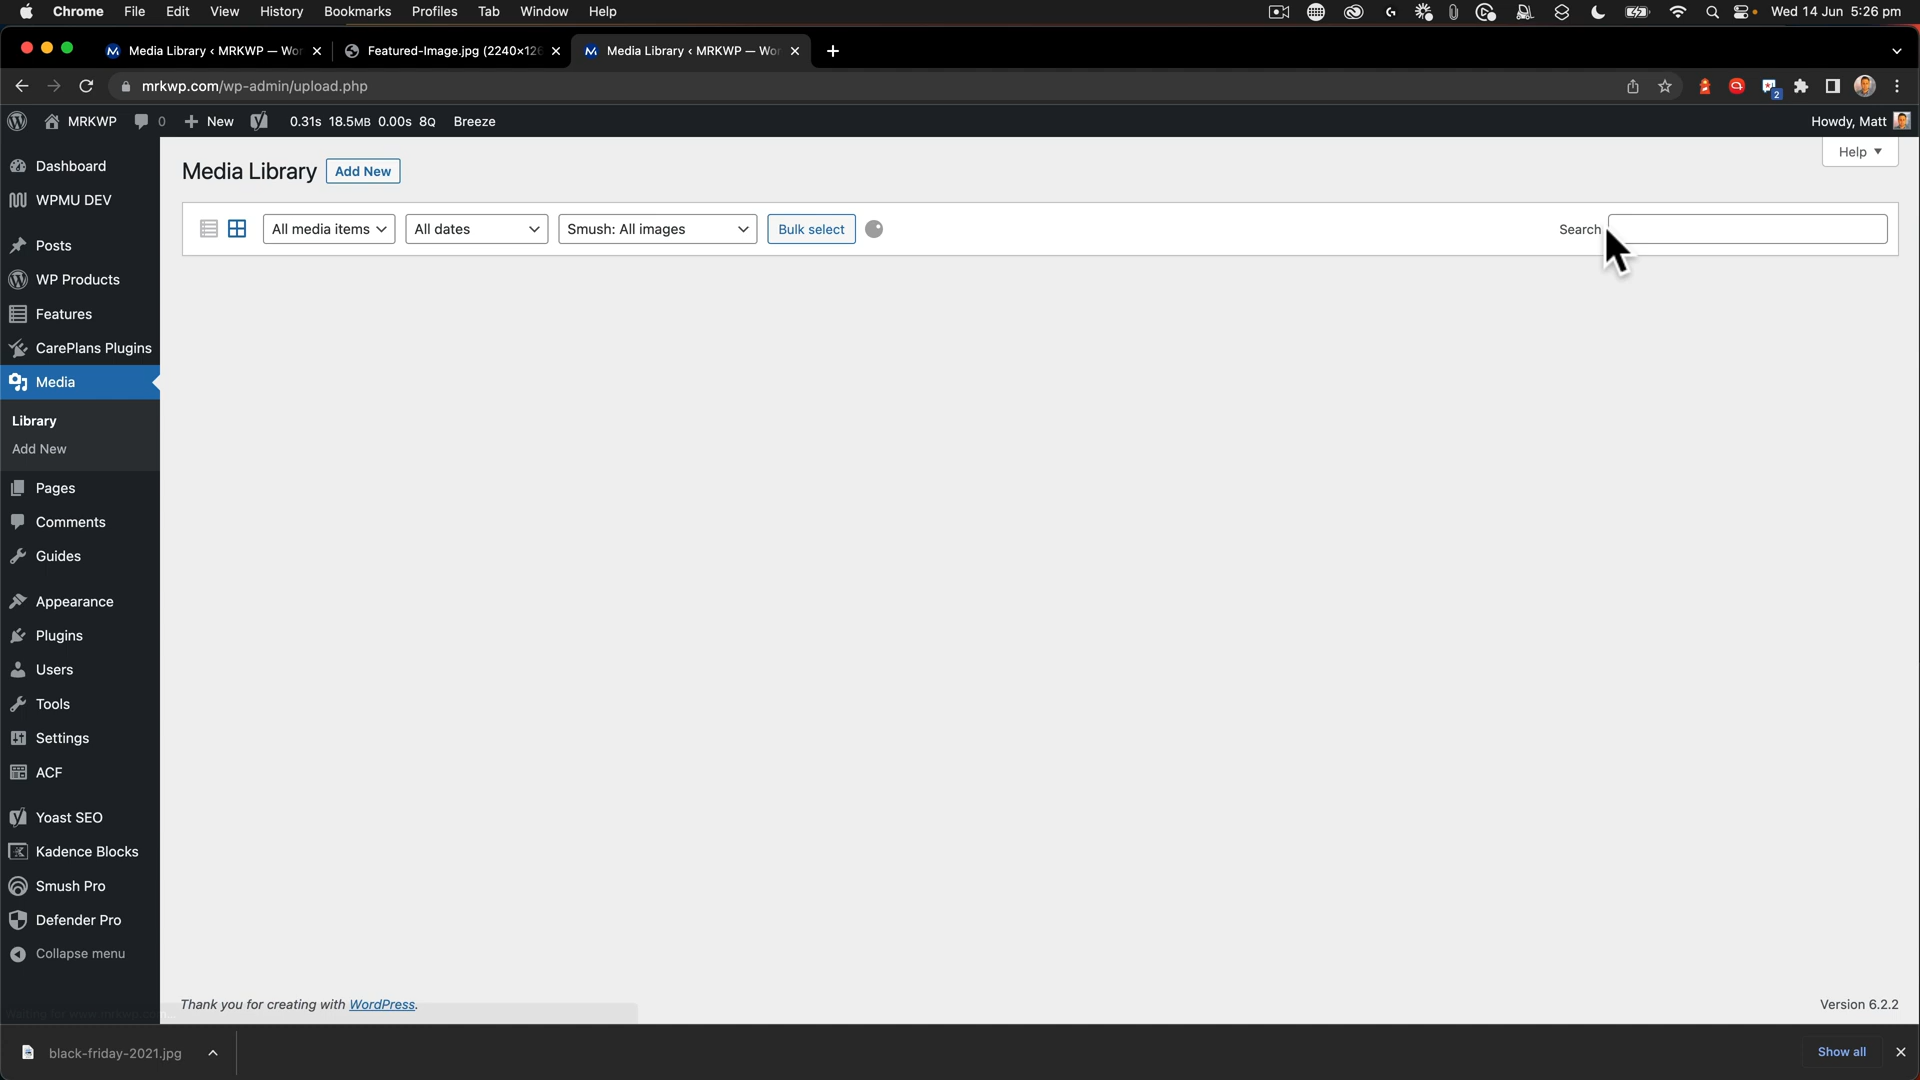 Chrome File Edit View History Bookmarks Profiles Tab Window Help Wed 14 Jun 5:26 pm
Media Library ‹ MRKWP — Wor Featured-Image.jpg (2240×126 Media Library ‹ MRKWP — Wor
mrkwp.com/wp-admin/upload.php 2
MRKWP 0 New 0.31s 18.5MB 0.00s 8Q Breeze Howdy, Matt
Dashboard
WPMU DEV
Posts
WP Products
Features
CarePlans Plugins
Media
Library
Add New
Pages
Comments
Guides
Appearance
Plugins
Users
Tools
Settings
ACF
Yoast SEO
Kadence Blocks
Smush Pro
Defender Pro
Collapse menu
Help
Media Library Add New
All media items All dates Smush: All images Bulk select Search
Thank you for creating with WordPress. Version 6.2.2
black-friday-2021.jpg Show all